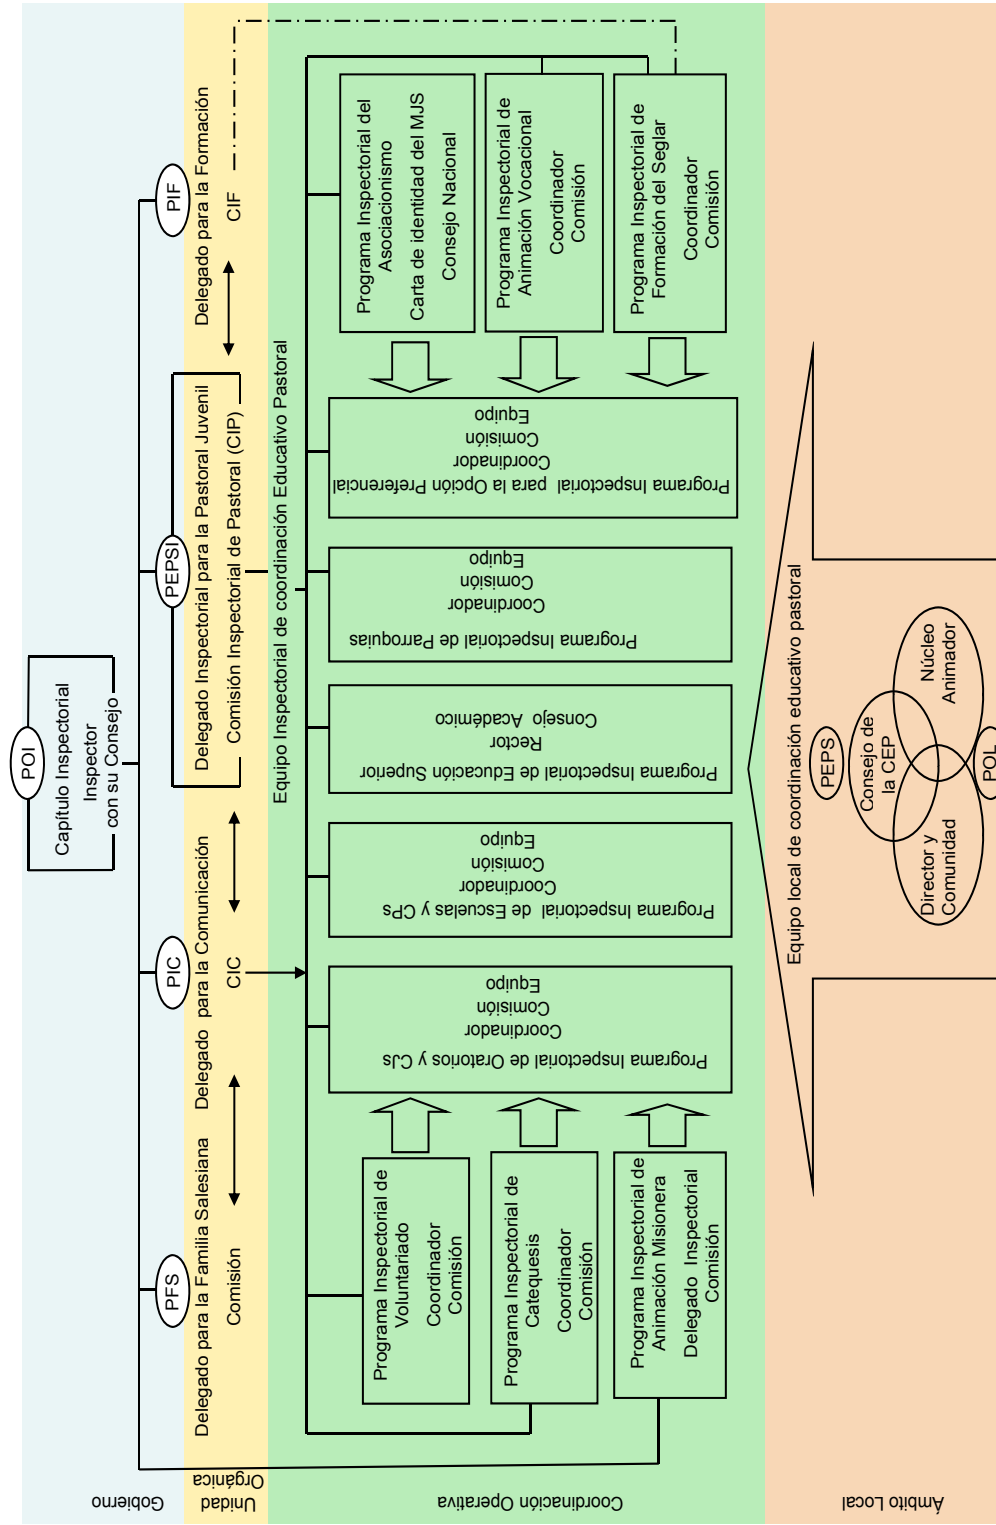 POI
Capítulo Inspectorial
Inspector
con su Consejo
PFS
PIC
PEPSI
PIF
Gobierno
Delegado para la Familia Salesiana
Comisión
Delegado para la Comunicación
CIC
Delegado Inspectorial para la Pastoral Juvenil
Comisión Inspectorial de Pastoral (CIP)
Delegado para la Formación
CIF
Unidad
Orgánica
Equipo Inspectorial de coordinación Educativo Pastoral
Coordinación Operativa
Programa Inspectorial de
Voluntariado
Coordinador
Comisión
Programa Inspectorial de
Catequesis
Coordinador
Comisión
Programa Inspectorial de
Animación Misionera
Delegado Inspectorial
Comisión
Programa Inspectorial de Oratorios y CJs
Coordinador
Comisión
Equipo
Programa Inspectorial de Escuelas y CPs
Coordinador
Comisión
Equipo
Programa Inspectorial de Educación Superior
Rector
Consejo Académico
Programa Inspectorial de Parroquias
Coordinador
Comisión
Equipo
Programa Inspectorial para la Opción Preferencial
Coordinador
Comisión
Equipo
Programa Inspectorial del
Asociacionismo
Carta de identidad del MJS
Consejo Nacional
Programa Inspectorial de
Animación Vocacional
Coordinador
Comisión
Programa Inspectorial de
Formación del Seglar
Coordinador
Comisión
Ámbito Local
Equipo local de coordinación educativo pastoral
PEPS
Consejo de
la CEP
Director y
Comunidad
Núcleo
Animador
POL